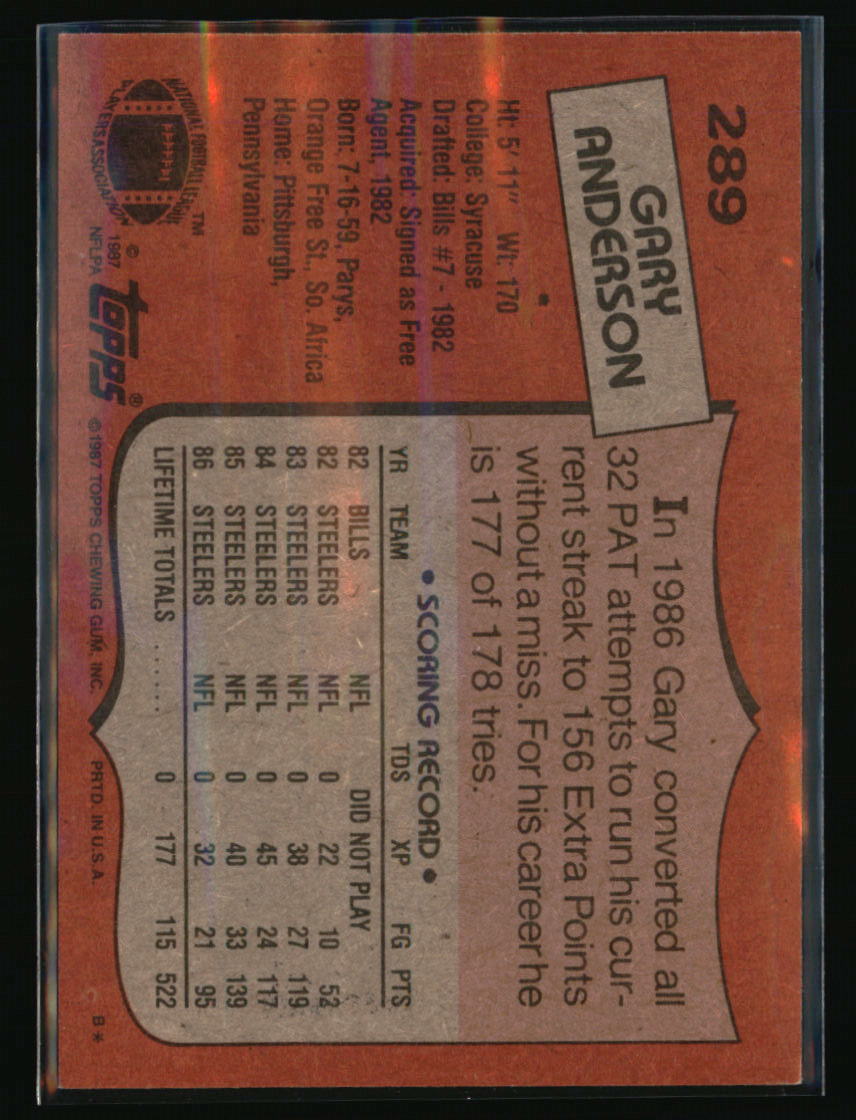 289
GARY
ANDERSON
Ht: 5' 11" Wt: 170
College: Syracuse
Drafted: Bills #7 - 1982
Acquired: Signed as Free
Agent, 1982
Born: 7-16-59, Parys,
Orange Free St., So. Africa
Home: Pittsburgh,
Pennsylvania
NATIONAL FOOTBALL LEAGUE
PLAYERS ASSOCIATION
TM
© 1987
NFLPA
Topps®
In 1986 Gary converted all
32 PAT attempts to run his cur-
rent streak to 156 Extra Points
without a miss. For his career he
is 177 of 178 tries.
• SCORING RECORD •
YR TEAM TDS XP FG PTS
82 BILLS NFL DID NOT PLAY
82 STEELERS NFL 0 22 10 52
83 STEELERS NFL 0 38 27 119
84 STEELERS NFL 0 45 24 117
85 STEELERS NFL 0 40 33 139
86 STEELERS NFL 0 32 21 95
LIFETIME TOTALS ...... 0 177 115 522
©1987 TOPPS CHEWING GUM, INC. PRTD. IN U.S.A. B*